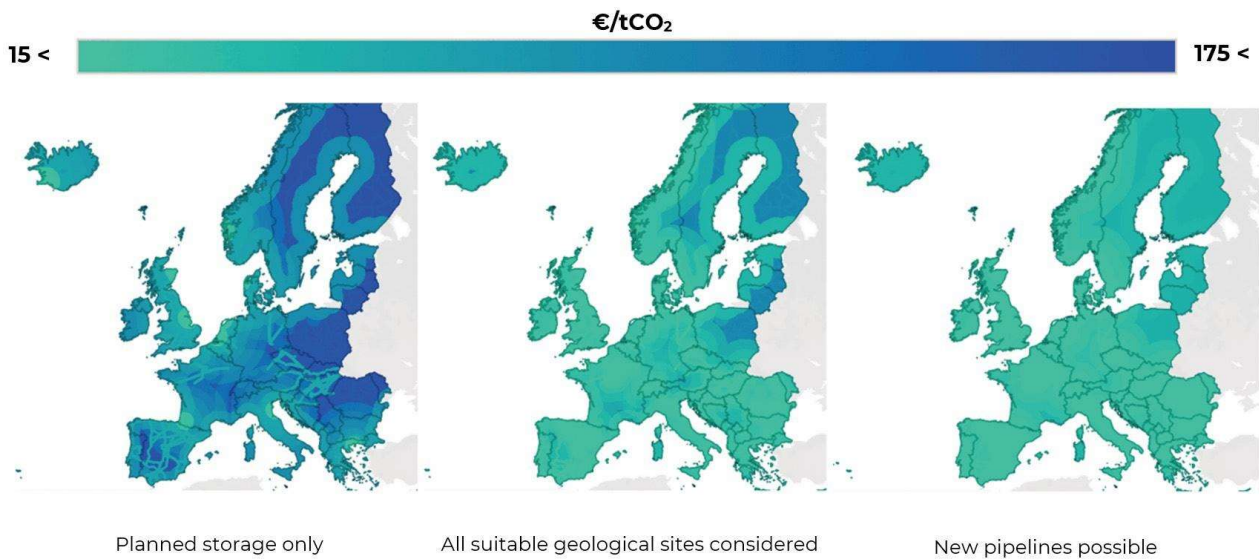 €/tCO₂
15 <
175 <
Planned storage only
All suitable geological sites considered
New pipelines possible